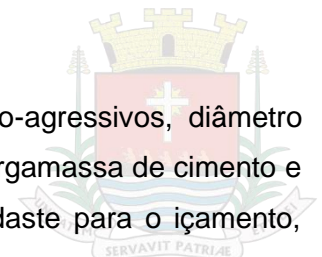 o-agressivos, diâmetro
rgamassa de cimento e
daste para o içamento,
SERVAVIT PATRIAE